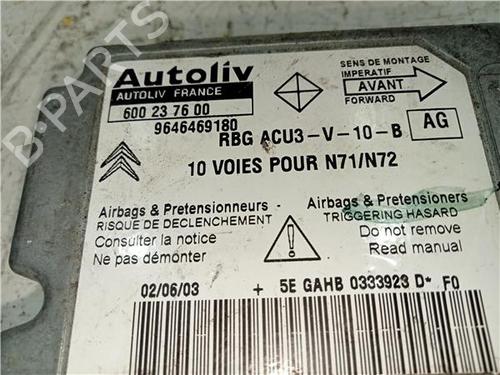 B-PARTS
Autoliv
AUTOLIV FRANCE
600 23 76 00
9646469180
SENS DE MONTAGE
IMPERATIF
AVANT
FORWARD
RBG ACU3-V-10-B
AG
10 VOIES POUR N71/N72
Airbags & Pretensionneurs
RISQUE DE DECLENCHEMENT
Consulter la notice
Ne pas démonter
Airbags & Pretensioners
TRIGGERING HASARD
Do not remove
Read manual
02/06/03 + 5E GAHB 0333923 D* F0